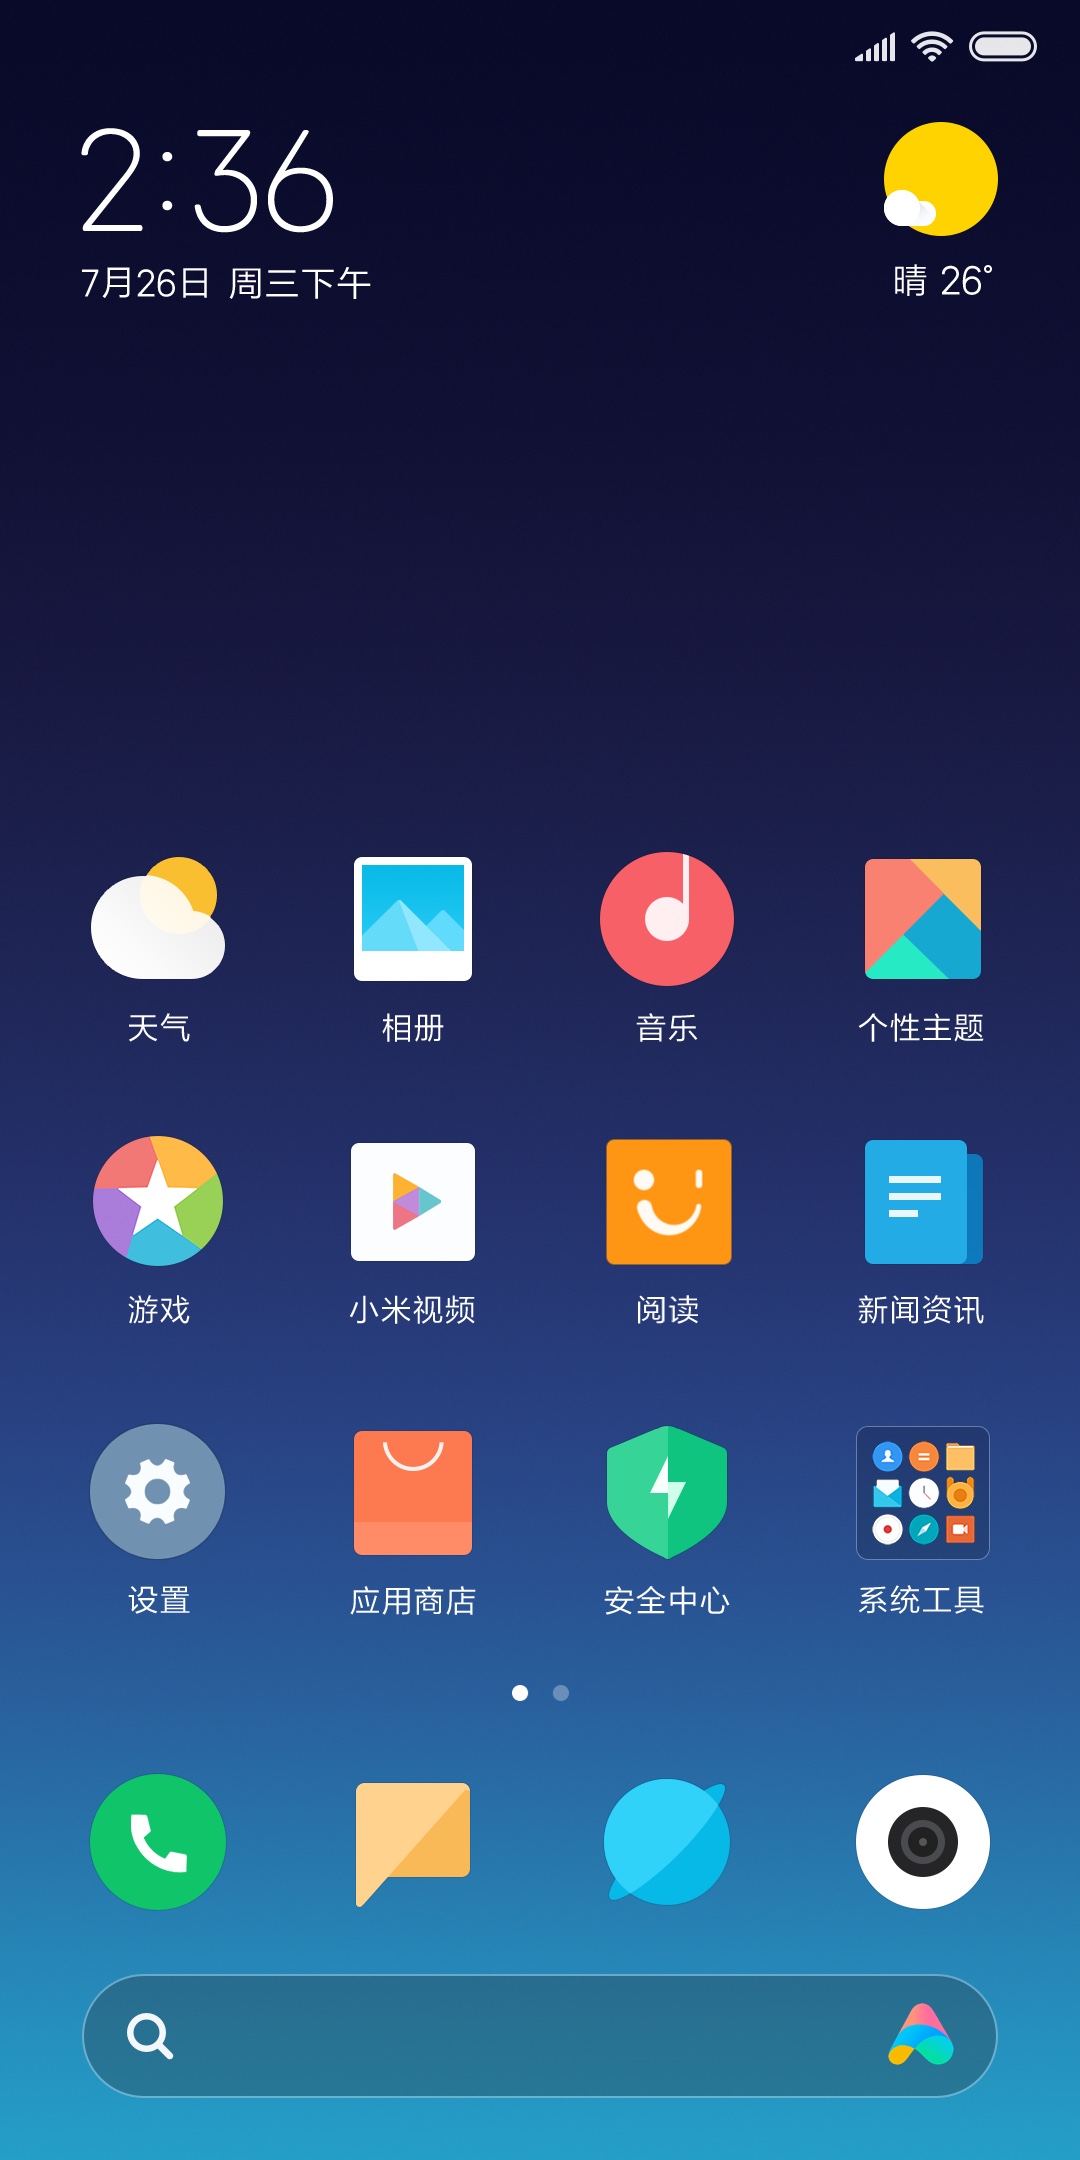 2:36
7月26日 周三下午
晴 26°
天气
相册
音乐
个性主题
游戏
小米视频
阅读
新闻资讯
设置
应用商店
安全中心
系统工具